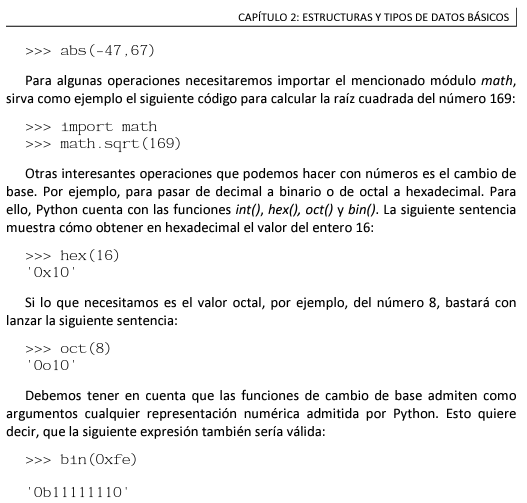 CAPÍTULO 2: ESTRUCTURAS Y TIPOS DE DATOS BÁSICOS
>>> abs(-47,67)
Para algunas operaciones necesitaremos importar el mencionado módulo math,
sirva como ejemplo el siguiente código para calcular la raíz cuadrada del número 169:
>>> import math
>>> math.sqrt(169)
Otras interesantes operaciones que podemos hacer con números es el cambio de
base. Por ejemplo, para pasar de decimal a binario o de octal a hexadecimal. Para
ello, Python cuenta con las funciones int(), hex(), oct() y bin(). La siguiente sentencia
muestra cómo obtener en hexadecimal el valor del entero 16:
>>> hex(16)
'0x10'
Si lo que necesitamos es el valor octal, por ejemplo, del número 8, bastará con
lanzar la siguiente sentencia:
>>> oct(8)
'0o10'
Debemos tener en cuenta que las funciones de cambio de base admiten como
argumentos cualquier representación numérica admitida por Python. Esto quiere
decir, que la siguiente expresión también sería válida:
>>> bin(0xfe)
'0b11111110'